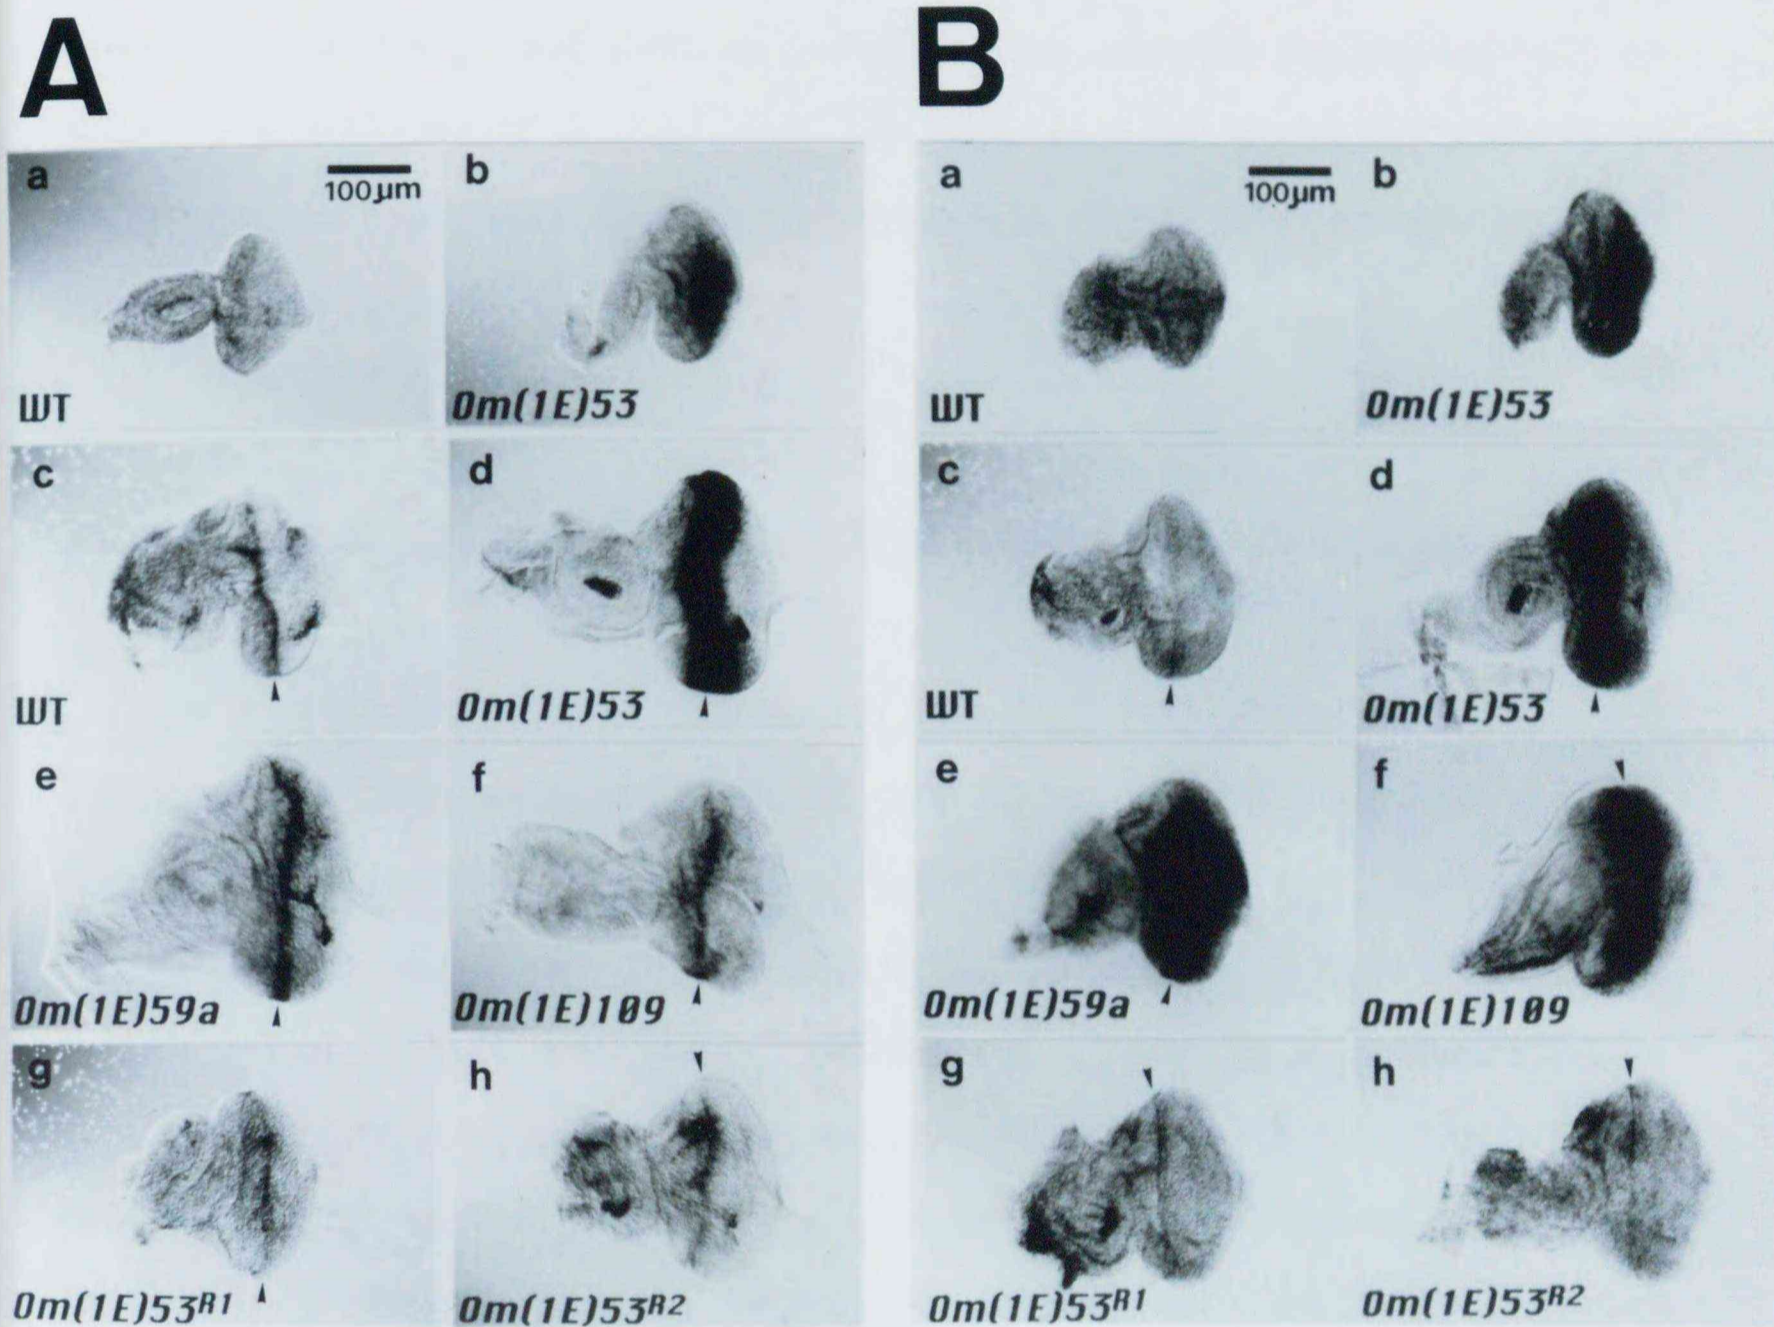 A
B
a
100µm
WT
b
Om(1E)53
c
WT
d
Om(1E)53
e
Om(1E)59a
f
Om(1E)109
g
Om(1E)53R1
h
Om(1E)53R2
a
100µm
WT
b
Om(1E)53
c
WT
d
Om(1E)53
e
Om(1E)59a
f
Om(1E)109
g
Om(1E)53R1
h
Om(1E)53R2